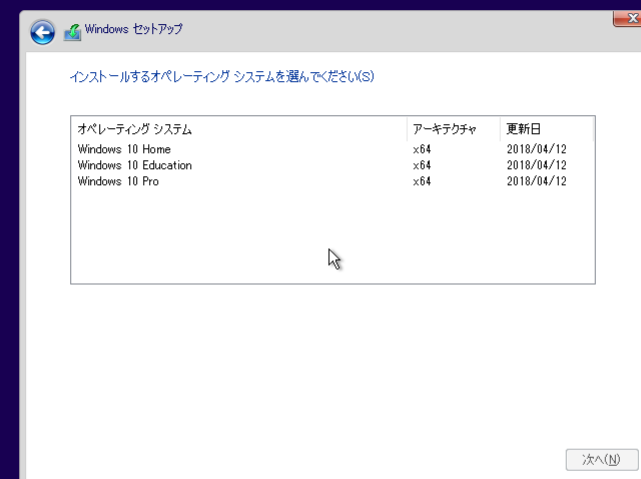 Windows セットアップ
インストールするオペレーティング システムを選んでください(S)
オペレーティング システム アーキテクチャ 更新日
Windows 10 Home x64 2018/04/12
Windows 10 Education x64 2018/04/12
Windows 10 Pro x64 2018/04/12
次へ(N)